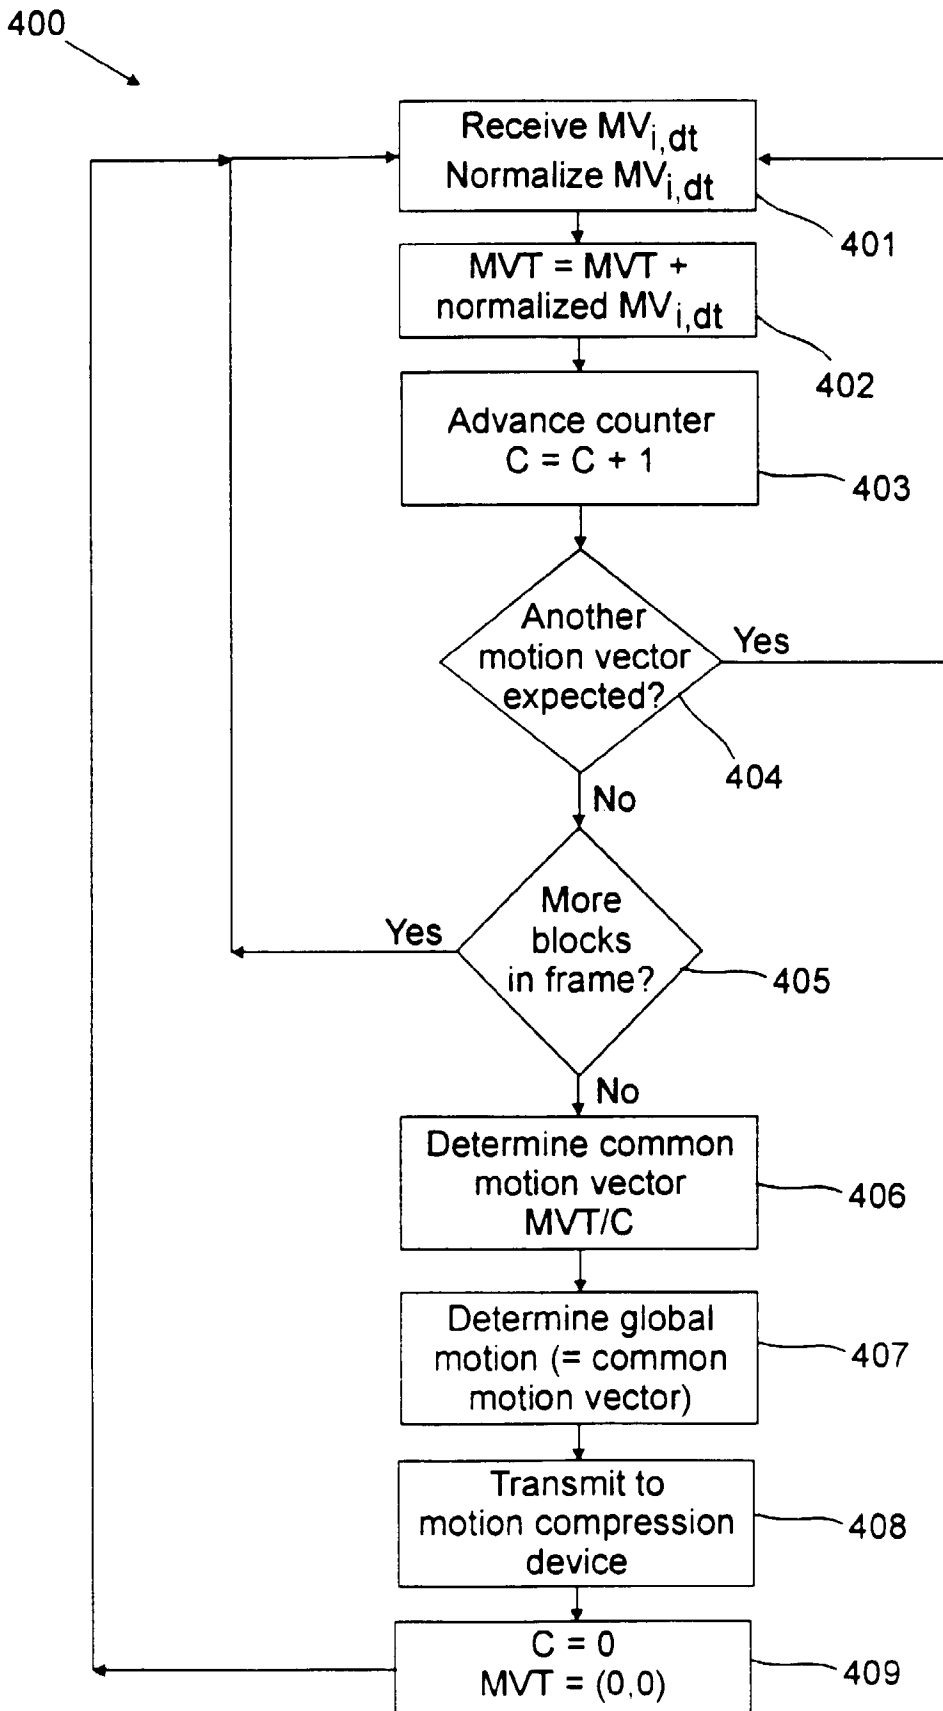 400
Receive MVi,dt
Normalize MVi,dt
401
MVT = MVT +
normalized MVi,dt
402
Advance counter
C = C + 1
403
Another
motion vector
expected?
Yes
404
No
More
blocks
in frame?
Yes
405
No
Determine common
motion vector
MVT/C
406
Determine global
motion (= common
motion vector)
407
Transmit to
motion compression
device
408
C = 0
MVT = (0,0)
409